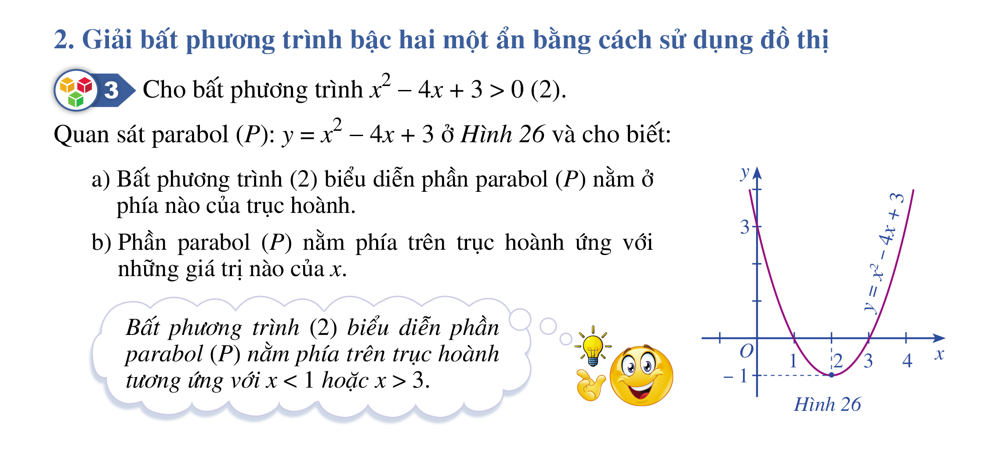 2. Giải bất phương trình bậc hai một ẩn bằng cách sử dụng đồ thị
3 Cho bất phương trình x² − 4x + 3 > 0 (2).
Quan sát parabol (P): y = x² − 4x + 3 ở Hình 26 và cho biết:
a) Bất phương trình (2) biểu diễn phần parabol (P) nằm ở
phía nào của trục hoành.
b) Phần parabol (P) nằm phía trên trục hoành ứng với
những giá trị nào của x.
Bất phương trình (2) biểu diễn phần
parabol (P) nằm phía trên trục hoành
tương ứng với x < 1 hoặc x > 3.
y
3
y = x² − 4x + 3
O
1 2 3 4 x
− 1
Hình 26